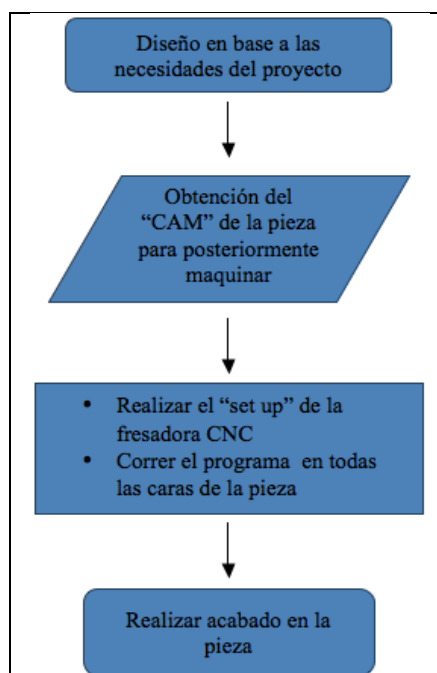 Diseño en base a las
necesidades del proyecto
Obtención del
“CAM” de la pieza
para posteriormente
maquinar
• Realizar el “set up” de la
fresadora CNC
• Correr el programa en todas
las caras de la pieza
Realizar acabado en la
pieza